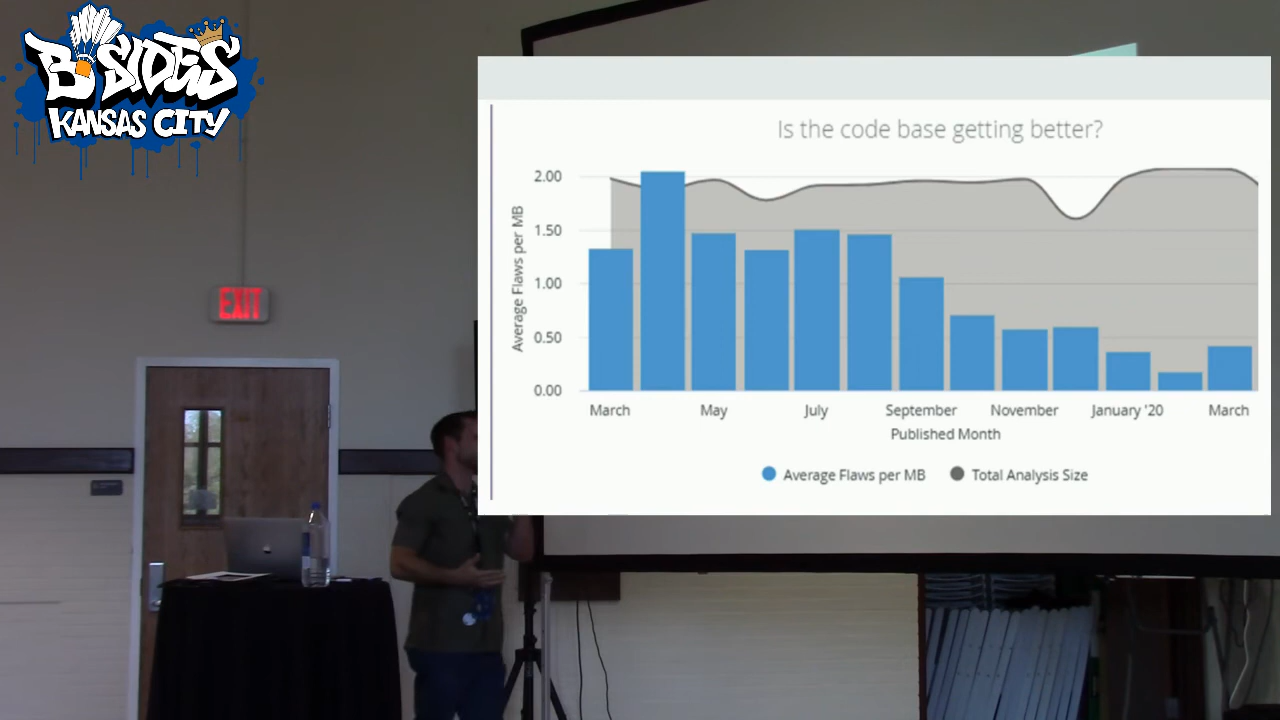 B-SIDES
KANSAS CITY
EXIT
Is the code base getting better?
2.00
1.50
1.00
0.50
0.00
Average Flaws per MB
March
May
July
September
November
January '20
March
Published Month
Average Flaws per MB
Total Analysis Size